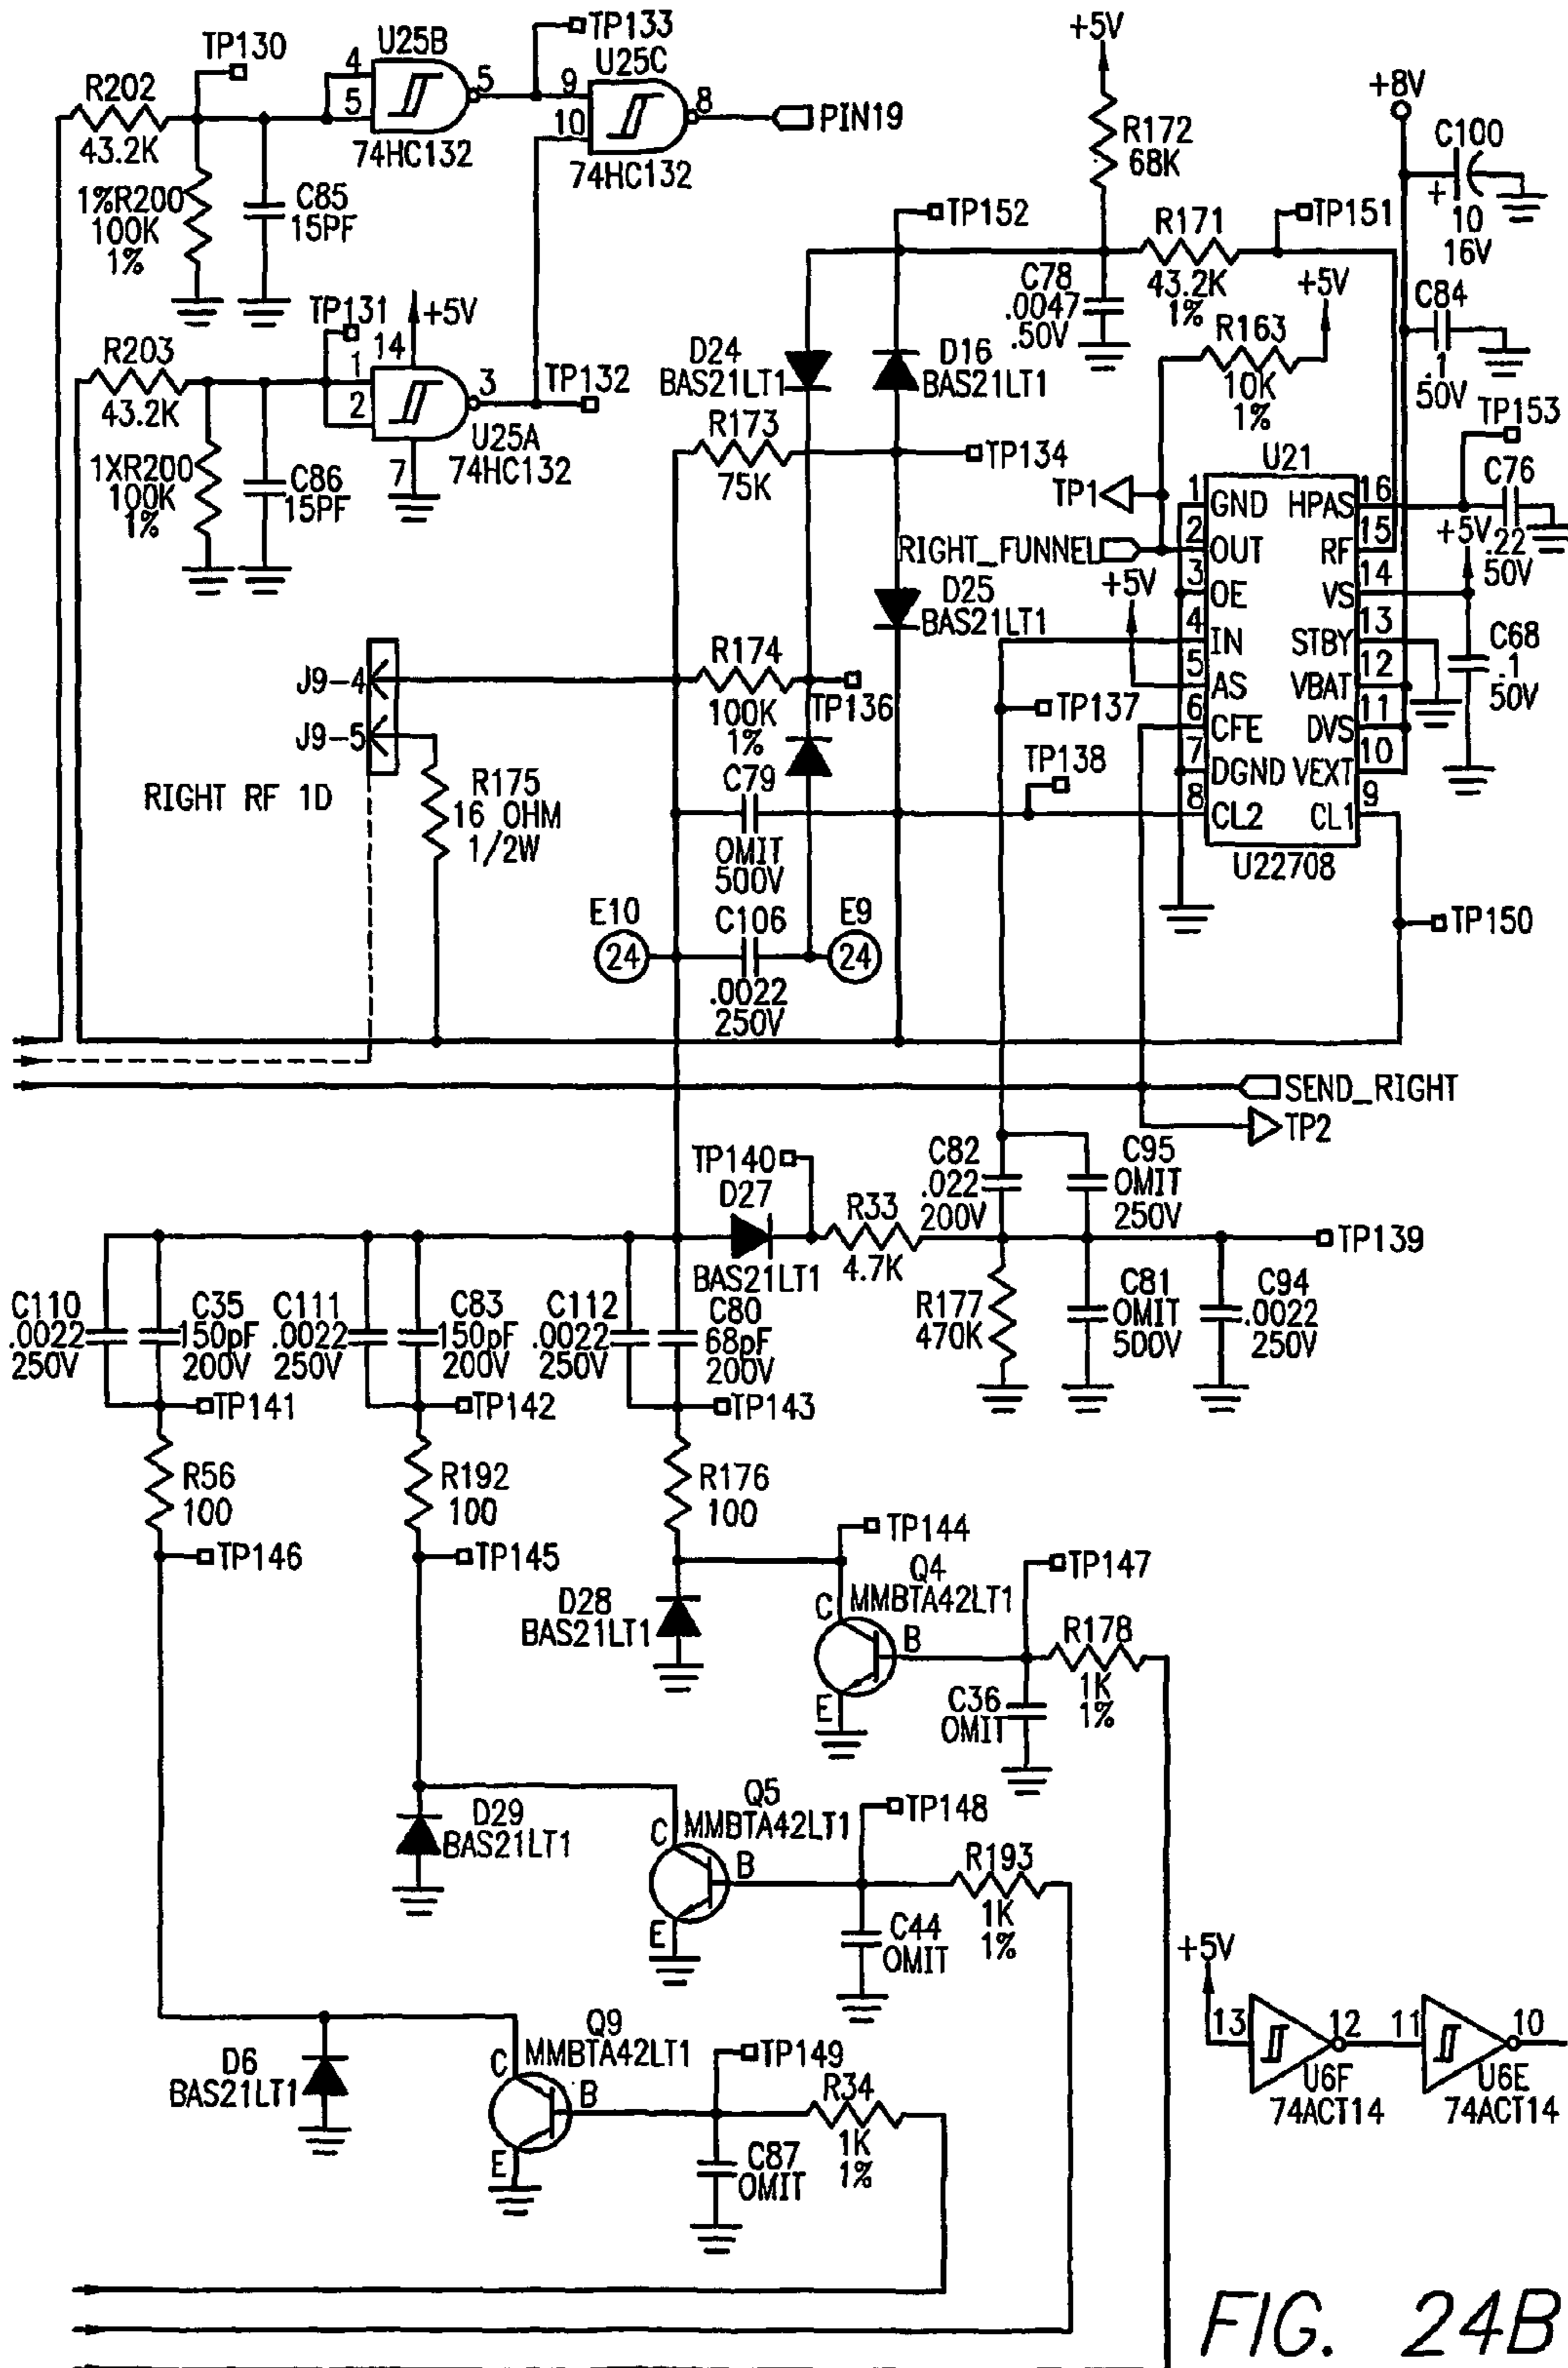 TP130
U25B
TP133
U25C
+5V
+8V
R202
43.2K
4
5
5
9
10
8
PIN19
74HC132
74HC132
R172
68K
C100
+
10
16V
1%R200
100K
1%
C85
15PF
TP152
R171
43.2K
1%
TP151
C78
.0047
.50V
+5V
C84
.1
50V
TP131
+5V
R203
43.2K
1
2
14
3
7
TP132
U25A
74HC132
D24
BAS21LT1
D16
BAS21LT1
R163
10K
1%
TP153
R173
75K
TP134
1XR200
100K
1%
C86
15PF
U21
TP1
1
GND
HPAS
16
C76
.22
50V
RIGHT_FUNNEL
2
OUT
RF
15
+5V
D25
BAS21LT1
+5V
3
OE
VS
14
4
IN
STBY
13
C68
.1
50V
J9-4
R174
100K
1%
TP136
5
AS
VBAT
12
TP137
6
CFE
DVS
11
J9-5
7
DGND
VEXT
10
RIGHT RF 1D
R175
16 OHM
1/2W
C79
OMIT
500V
TP138
8
CL2
CL1
9
U22708
E10
24
C106
.0022
250V
E9
24
TP150
SEND_RIGHT
TP2
TP140
D27
BAS21LT1
R33
4.7K
C82
.022
200V
C95
OMIT
250V
TP139
C110
.0022
250V
C35
150pF
200V
C111
.0022
250V
C83
150pF
200V
C112
.0022
250V
C80
68pF
200V
R177
470K
C81
OMIT
500V
C94
.0022
250V
TP141
TP142
TP143
R56
100
R192
100
R176
100
TP146
TP145
TP144
Q4
MMBTA42LT1
TP147
D28
BAS21LT1
C
B
E
R178
1K
1%
C36
OMIT
Q5
MMBTA42LT1
TP148
D29
BAS21LT1
C
B
E
R193
1K
1%
C44
OMIT
+5V
Q9
MMBTA42LT1
TP149
D6
BAS21LT1
C
B
E
R34
1K
1%
C87
OMIT
13
12
11
10
U6F
74ACT14
U6E
74ACT14
FIG. 24B